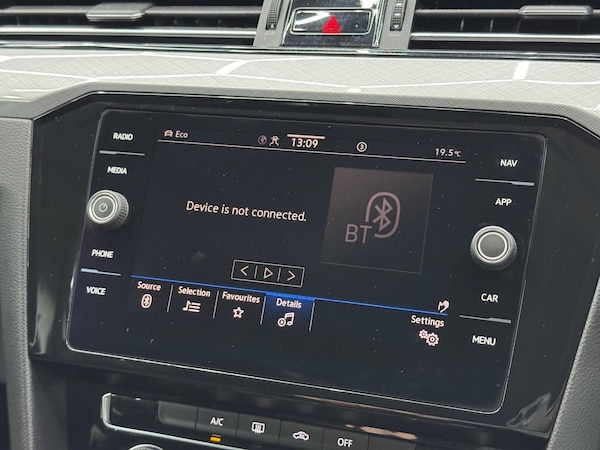 RADIO
MEDIA
PHONE
VOICE
Eco
13:09
3
19.5°C
Device is not connected.
BT
Source
Selection
Favourites
Details
Settings
NAV
APP
CAR
MENU
A/C
OFF